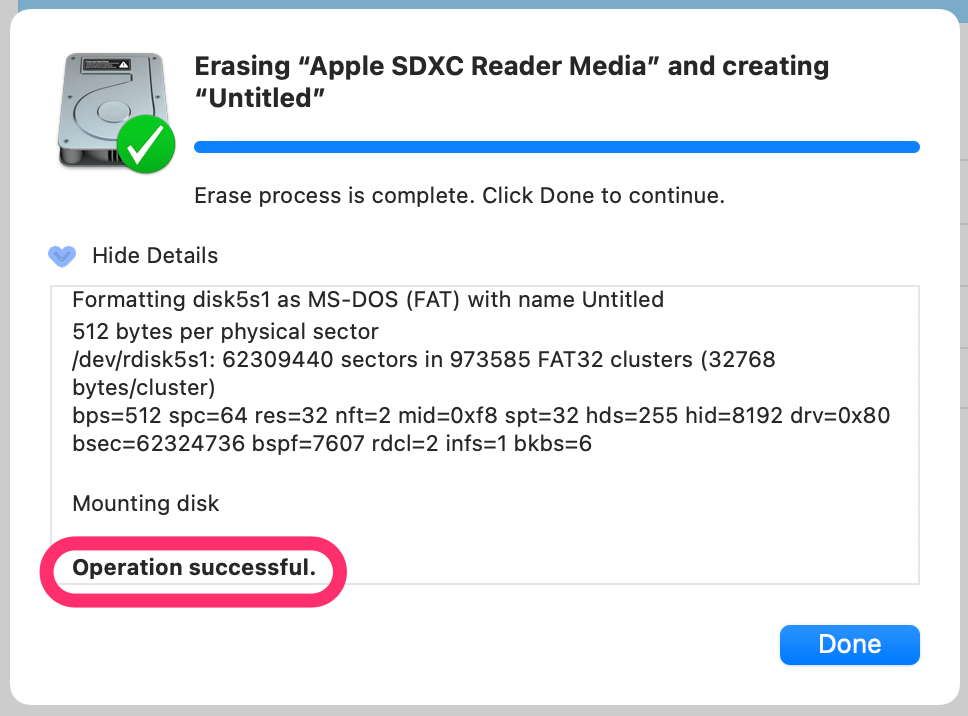 Erasing “Apple SDXC Reader Media” and creating
“Untitled”
Erase process is complete. Click Done to continue.
Hide Details
Formatting disk5s1 as MS-DOS (FAT) with name Untitled
512 bytes per physical sector
/dev/rdisk5s1: 62309440 sectors in 973585 FAT32 clusters (32768
bytes/cluster)
bps=512 spc=64 res=32 nft=2 mid=0xf8 spt=32 hds=255 hid=8192 drv=0x80
bsec=62324736 bspf=7607 rdcl=2 infs=1 bkbs=6
Mounting disk
Operation successful.
Done